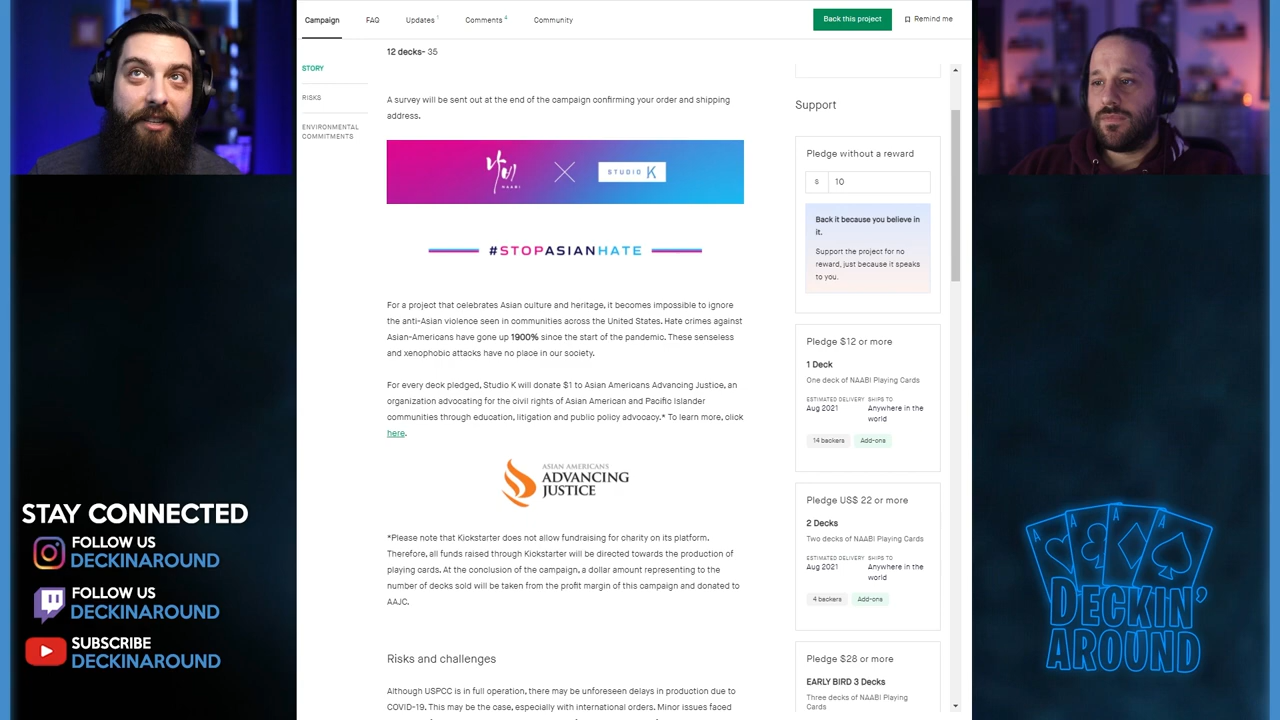 Campaign
FAQ
Updates 1
Comments 4
Community
Back this project
Remind me
STORY
RISKS
ENVIRONMENTAL
COMMITMENTS
12 decks- 35
A survey will be sent out at the end of the campaign confirming your order and shipping
address.
나비
NAABI
STUDIO K
#STOPASIANHATE
For a project that celebrates Asian culture and heritage, it becomes impossible to ignore
the anti-Asian violence seen in communities across the United States. Hate crimes against
Asian-Americans have gone up 1900% since the start of the pandemic. These senseless
and xenophobic attacks have no place in our society.
For every deck pledged, Studio K will donate $1 to Asian Americans Advancing Justice, an
organization advocating for the civil rights of Asian American and Pacific Islander
communities through education, litigation and public policy advocacy.* To learn more, click
here.
ASIAN AMERICANS
ADVANCING
JUSTICE
*Please note that Kickstarter does not allow fundraising for charity on its platform.
Therefore, all funds raised through Kickstarter will be directed towards the production of
playing cards. At the conclusion of the campaign, a dollar amount representing to the
number of decks sold will be taken from the profit margin of this campaign and donated to
AAJC.
Risks and challenges
Although USPCC is in full operation, there may be unforeseen delays in production due to
COVID-19. This may be the case, especially with international orders. Minor issues faced
Support
Pledge without a reward
$ 10
Back it because you believe in
it.
Support the project for no
reward, just because it speaks
to you.
Pledge $12 or more
1 Deck
One deck of NAABI Playing Cards
ESTIMATED DELIVERY SHIPS TO
Aug 2021 Anywhere in the
world
14 backers Add-ons
Pledge US$ 22 or more
2 Decks
Two decks of NAABI Playing Cards
ESTIMATED DELIVERY SHIPS TO
Aug 2021 Anywhere in the
world
4 backers Add-ons
Pledge $28 or more
EARLY BIRD 3 Decks
Three decks of NAABI Playing
Cards
STAY CONNECTED
FOLLOW US
DECKINAROUND
FOLLOW US
DECKINAROUND
SUBSCRIBE
DECKINAROUND
A A A A
DECKIN'
AROUND